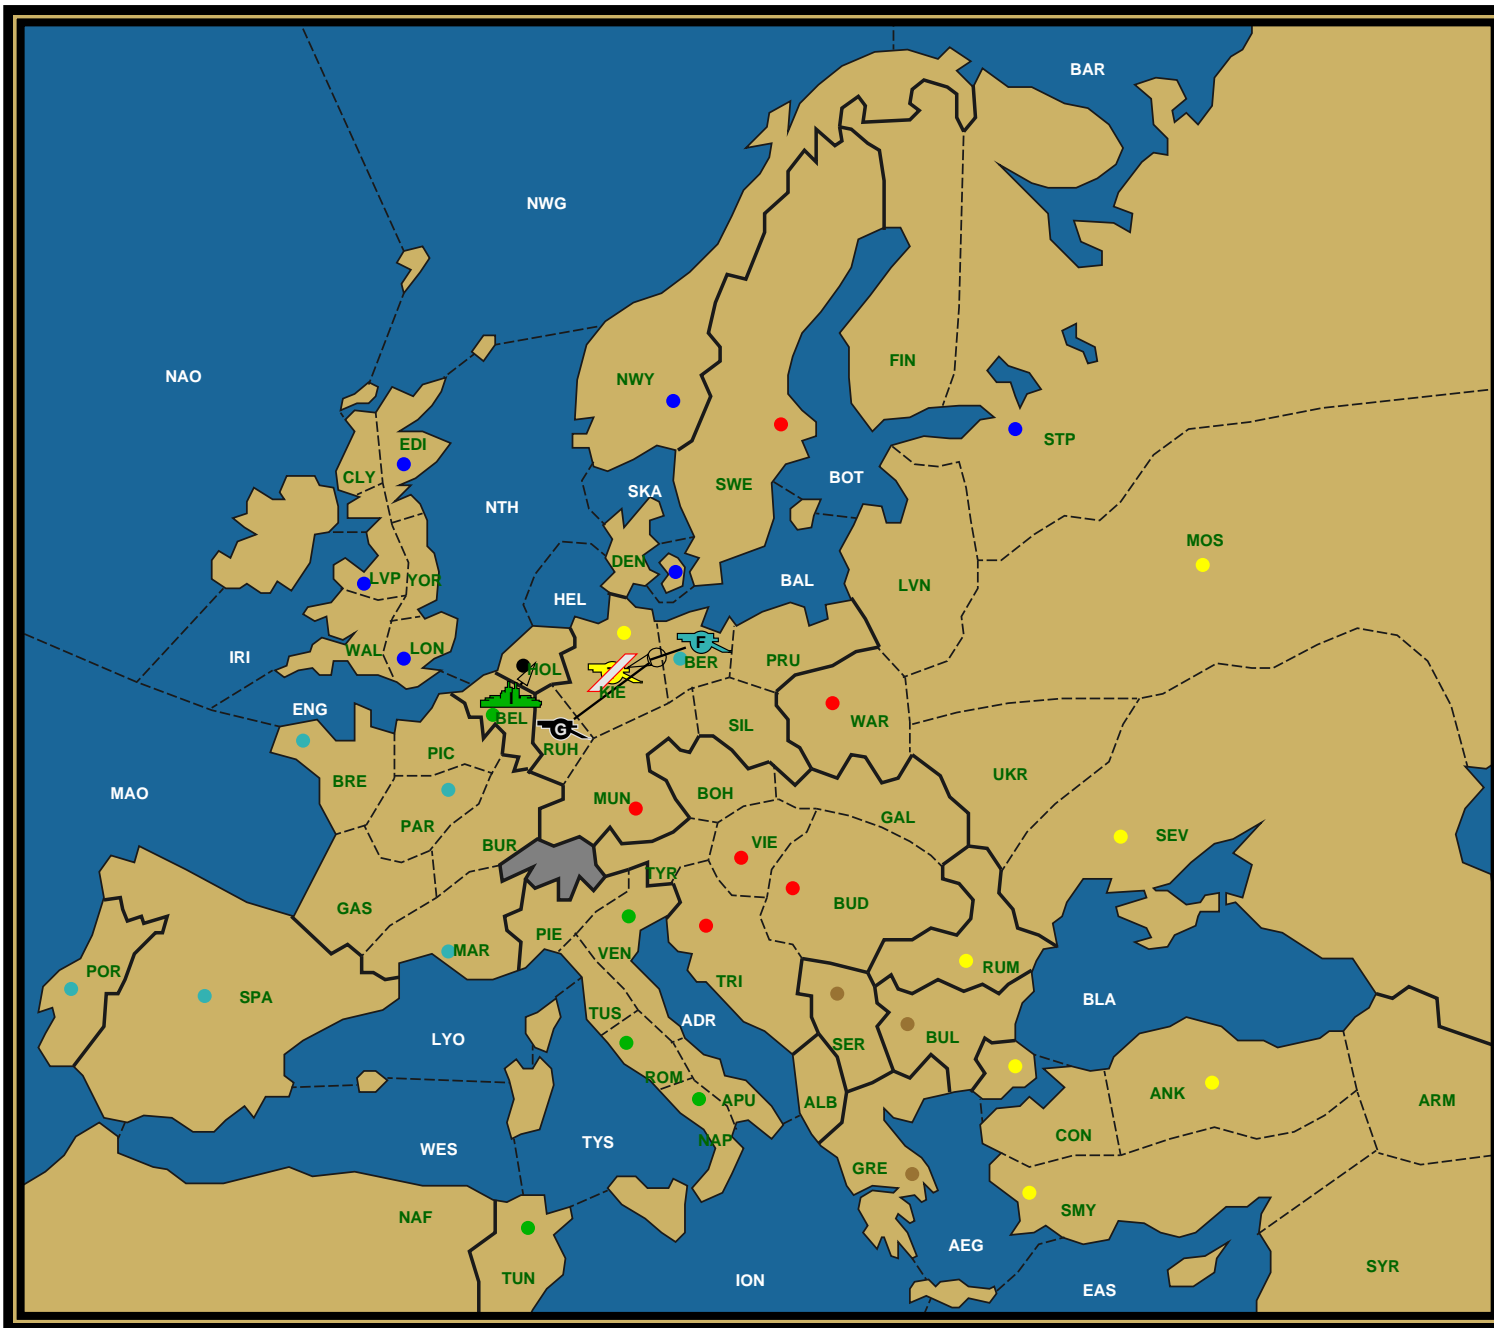 BAR
NWG
NAO
FIN
NWY
EDI
STP
CLY
SKA
SWE
BOT
NTH
MOS
DEN
LVP
YOR
BAL
LVN
HEL
WAL
LON
IRI
HOL
F
BER
PRU
KIE
I
ENG
BEL
G
RUH
SIL
WAR
PIC
BRE
UKR
MAO
MUN
BOH
PAR
GAL
SEV
BUR
VIE
TYR
BUD
GAS
PIE
VEN
MAR
RUM
POR
SPA
TRI
BLA
TUS
ADR
LYO
SER
BUL
ROM
APU
ALB
ANK
ARM
CON
NAP
TYS
WES
GRE
SMY
NAF
AEG
SYR
TUN
ION
EAS